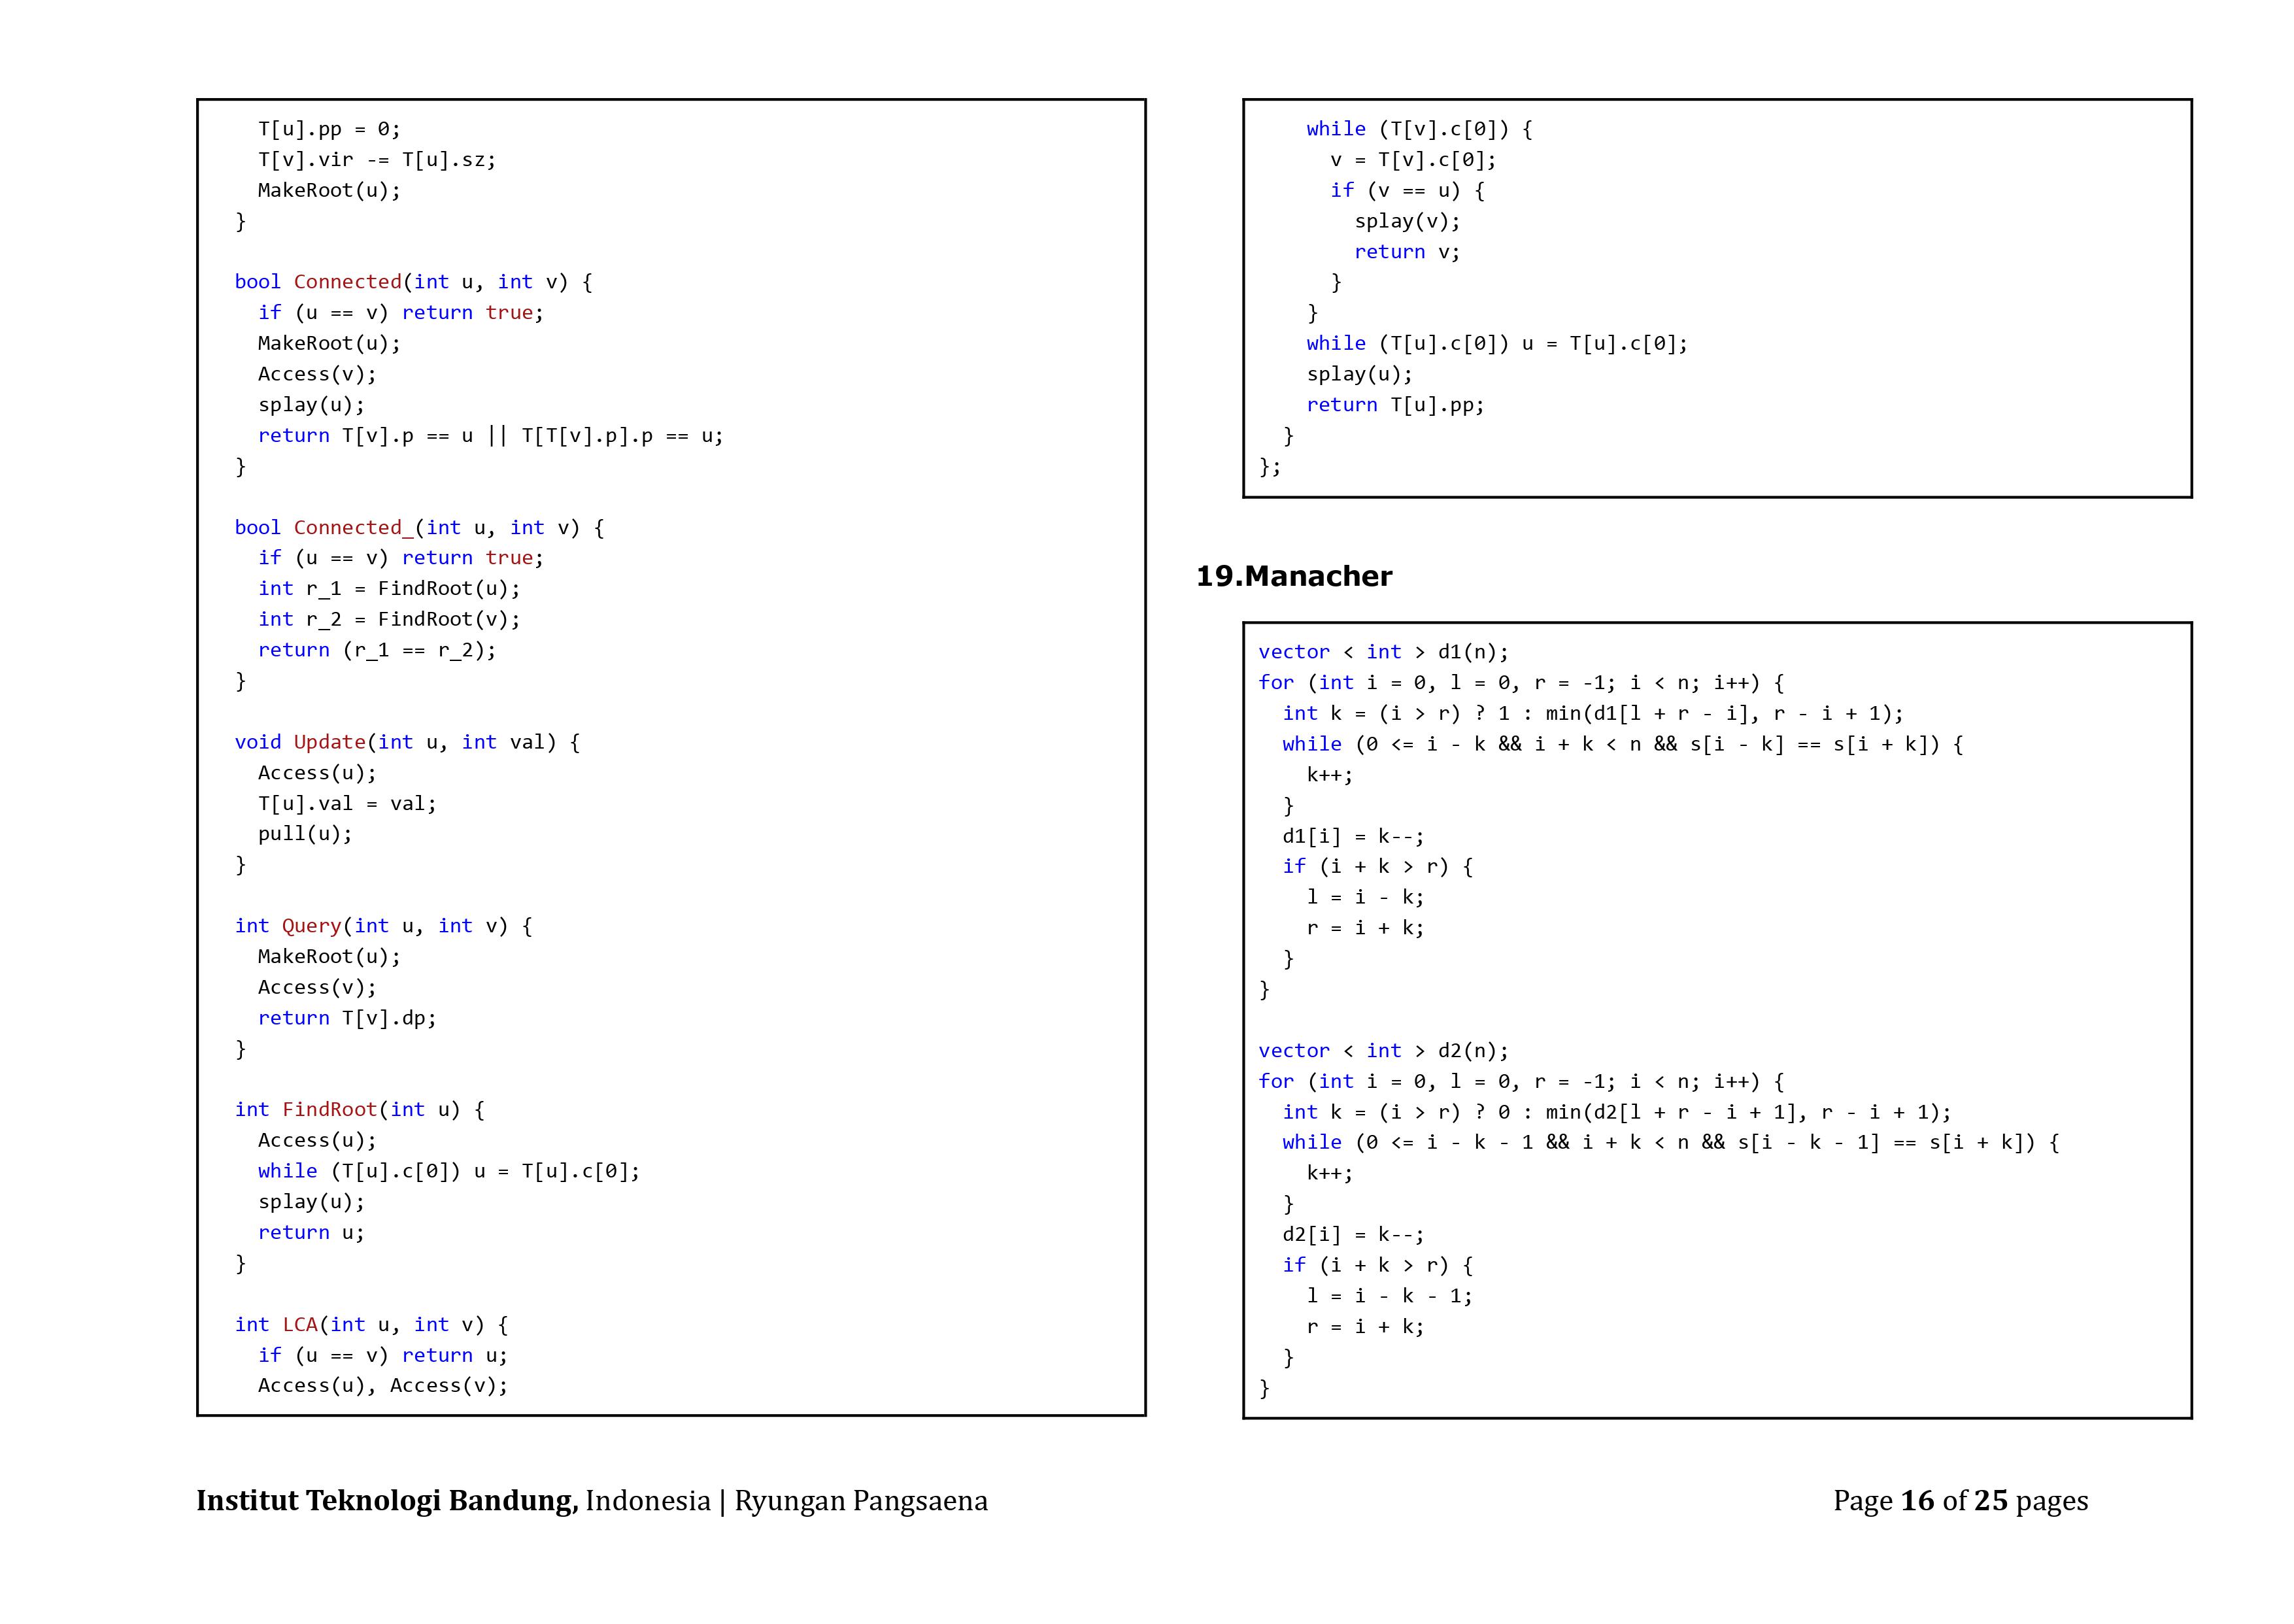 T[u].pp = 0;
    T[v].vir -= T[u].sz;
    MakeRoot(u);
  }

  bool Connected(int u, int v) {
    if (u == v) return true;
    MakeRoot(u);
    Access(v);
    splay(u);
    return T[v].p == u || T[T[v].p].p == u;
  }

  bool Connected_(int u, int v) {
    if (u == v) return true;
    int r_1 = FindRoot(u);
    int r_2 = FindRoot(v);
    return (r_1 == r_2);
  }

  void Update(int u, int val) {
    Access(u);
    T[u].val = val;
    pull(u);
  }

  int Query(int u, int v) {
    MakeRoot(u);
    Access(v);
    return T[v].dp;
  }

  int FindRoot(int u) {
    Access(u);
    while (T[u].c[0]) u = T[u].c[0];
    splay(u);
    return u;
  }

  int LCA(int u, int v) {
    if (u == v) return u;
    Access(u), Access(v);
    while (T[v].c[0]) {
      v = T[v].c[0];
      if (v == u) {
        splay(v);
        return v;
      }
    }
    while (T[u].c[0]) u = T[u].c[0];
    splay(u);
    return T[u].pp;
  }
};

19.Manacher

vector < int > d1(n);
for (int i = 0, l = 0, r = -1; i < n; i++) {
  int k = (i > r) ? 1 : min(d1[l + r - i], r - i + 1);
  while (0 <= i - k && i + k < n && s[i - k] == s[i + k]) {
    k++;
  }
  d1[i] = k--;
  if (i + k > r) {
    l = i - k;
    r = i + k;
  }
}

vector < int > d2(n);
for (int i = 0, l = 0, r = -1; i < n; i++) {
  int k = (i > r) ? 0 : min(d2[l + r - i + 1], r - i + 1);
  while (0 <= i - k - 1 && i + k < n && s[i - k - 1] == s[i + k]) {
    k++;
  }
  d2[i] = k--;
  if (i + k > r) {
    l = i - k - 1;
    r = i + k;
  }
}

Institut Teknologi Bandung, Indonesia | Ryungan Pangsaena
Page 16 of 25 pages